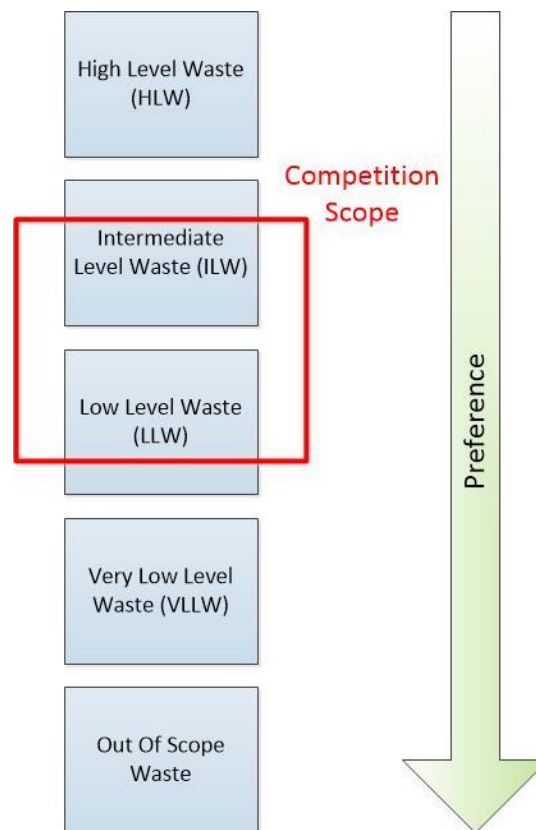 High Level Waste
(HLW)
Competition
Scope
Intermediate
Level Waste (ILW)
Low Level Waste
(LLW)
Preference
Very Low Level
Waste (VLLW)
Out Of Scope
Waste